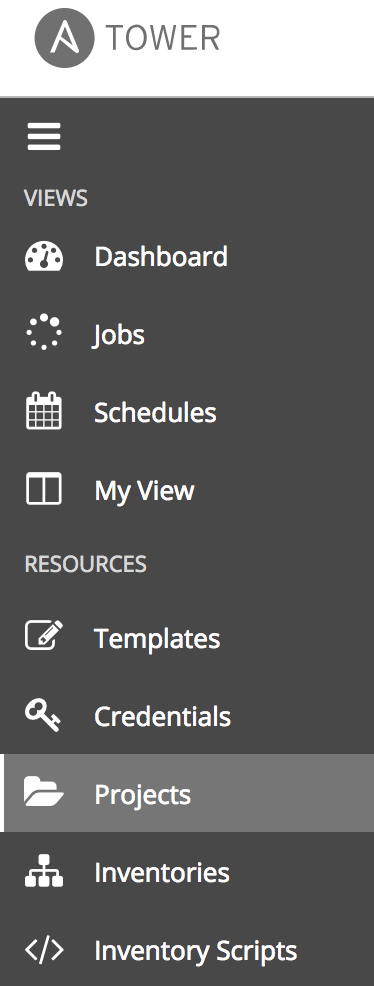 TOWER
VIEWS
Dashboard
Jobs
Schedules
My View
RESOURCES
Templates
Credentials
Projects
Inventories
Inventory Scripts